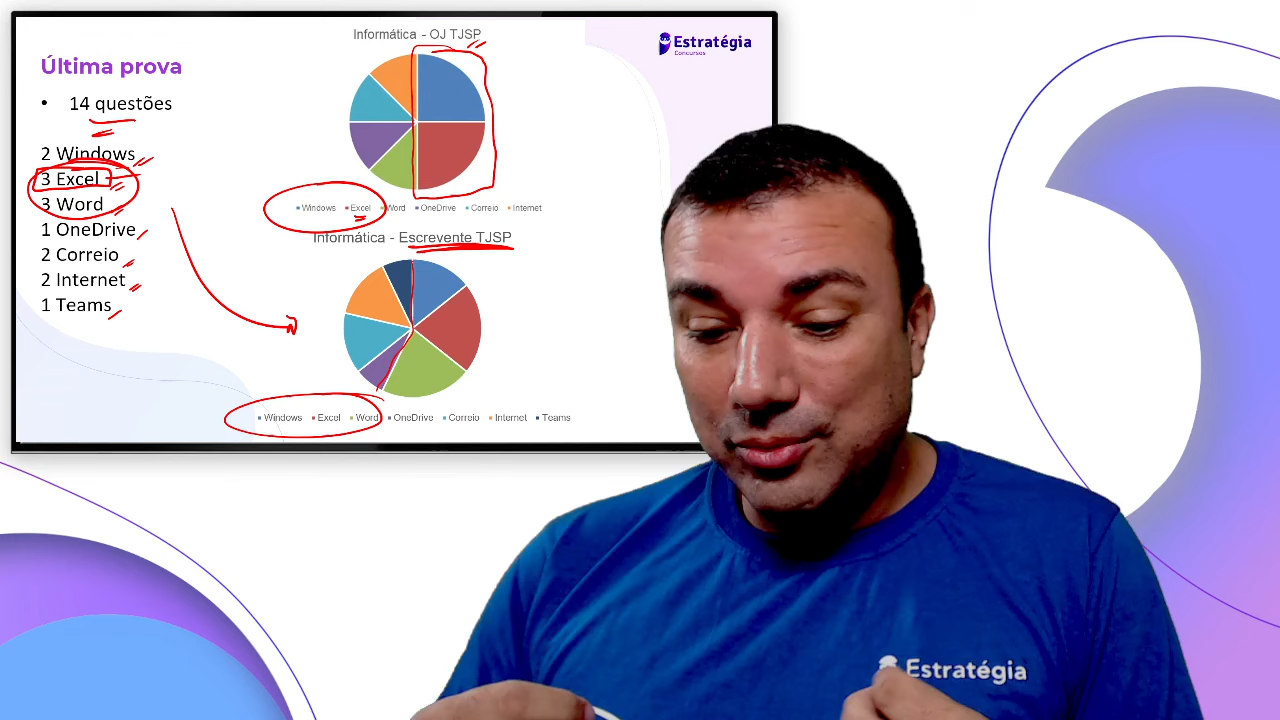 Última prova
• 14 questões
2 Windows
3 Excel
3 Word
1 OneDrive
2 Correio
2 Internet
1 Teams
Informática - OJ TJSP
Windows Excel Word OneDrive Correio Internet
Informática - Escrevente TJSP
Windows Excel Word OneDrive Correio Internet Teams
Estratégia
Concursos
Estratégia